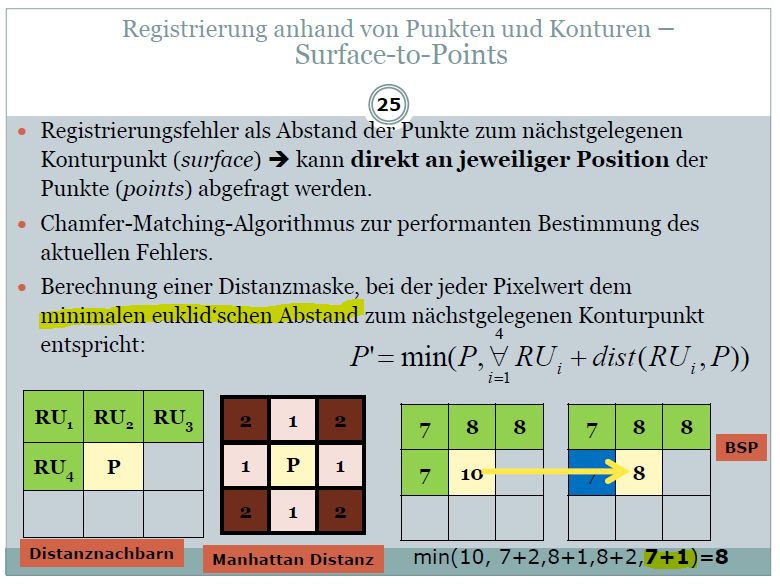 Registrierung anhand von Punkten und Konturen –
Surface-to-Points
25
• Registrierungsfehler als Abstand der Punkte zum nächstgelegenen
Konturpunkt (surface) ➔ kann direkt an jeweiliger Position der
Punkte (points) abgefragt werden.
• Chamfer-Matching-Algorithmus zur performanten Bestimmung des
aktuellen Fehlers.
• Berechnung einer Distanzmaske, bei der jeder Pixelwert dem
minimalen euklid‘schen Abstand zum nächstgelegenen Konturpunkt
entspricht:
P' = min(P, ∀_{i=1}^{4} RU_i + dist(RU_i, P))
RU₁ RU₂ RU₃
RU₄ P
Distanznachbarn
2 1 2
1 P 1
2 1 2
Manhattan Distanz
7 8 8
7 10
7 8 8
7 8
BSP
min(10, 7+2,8+1,8+2,7+1)=8